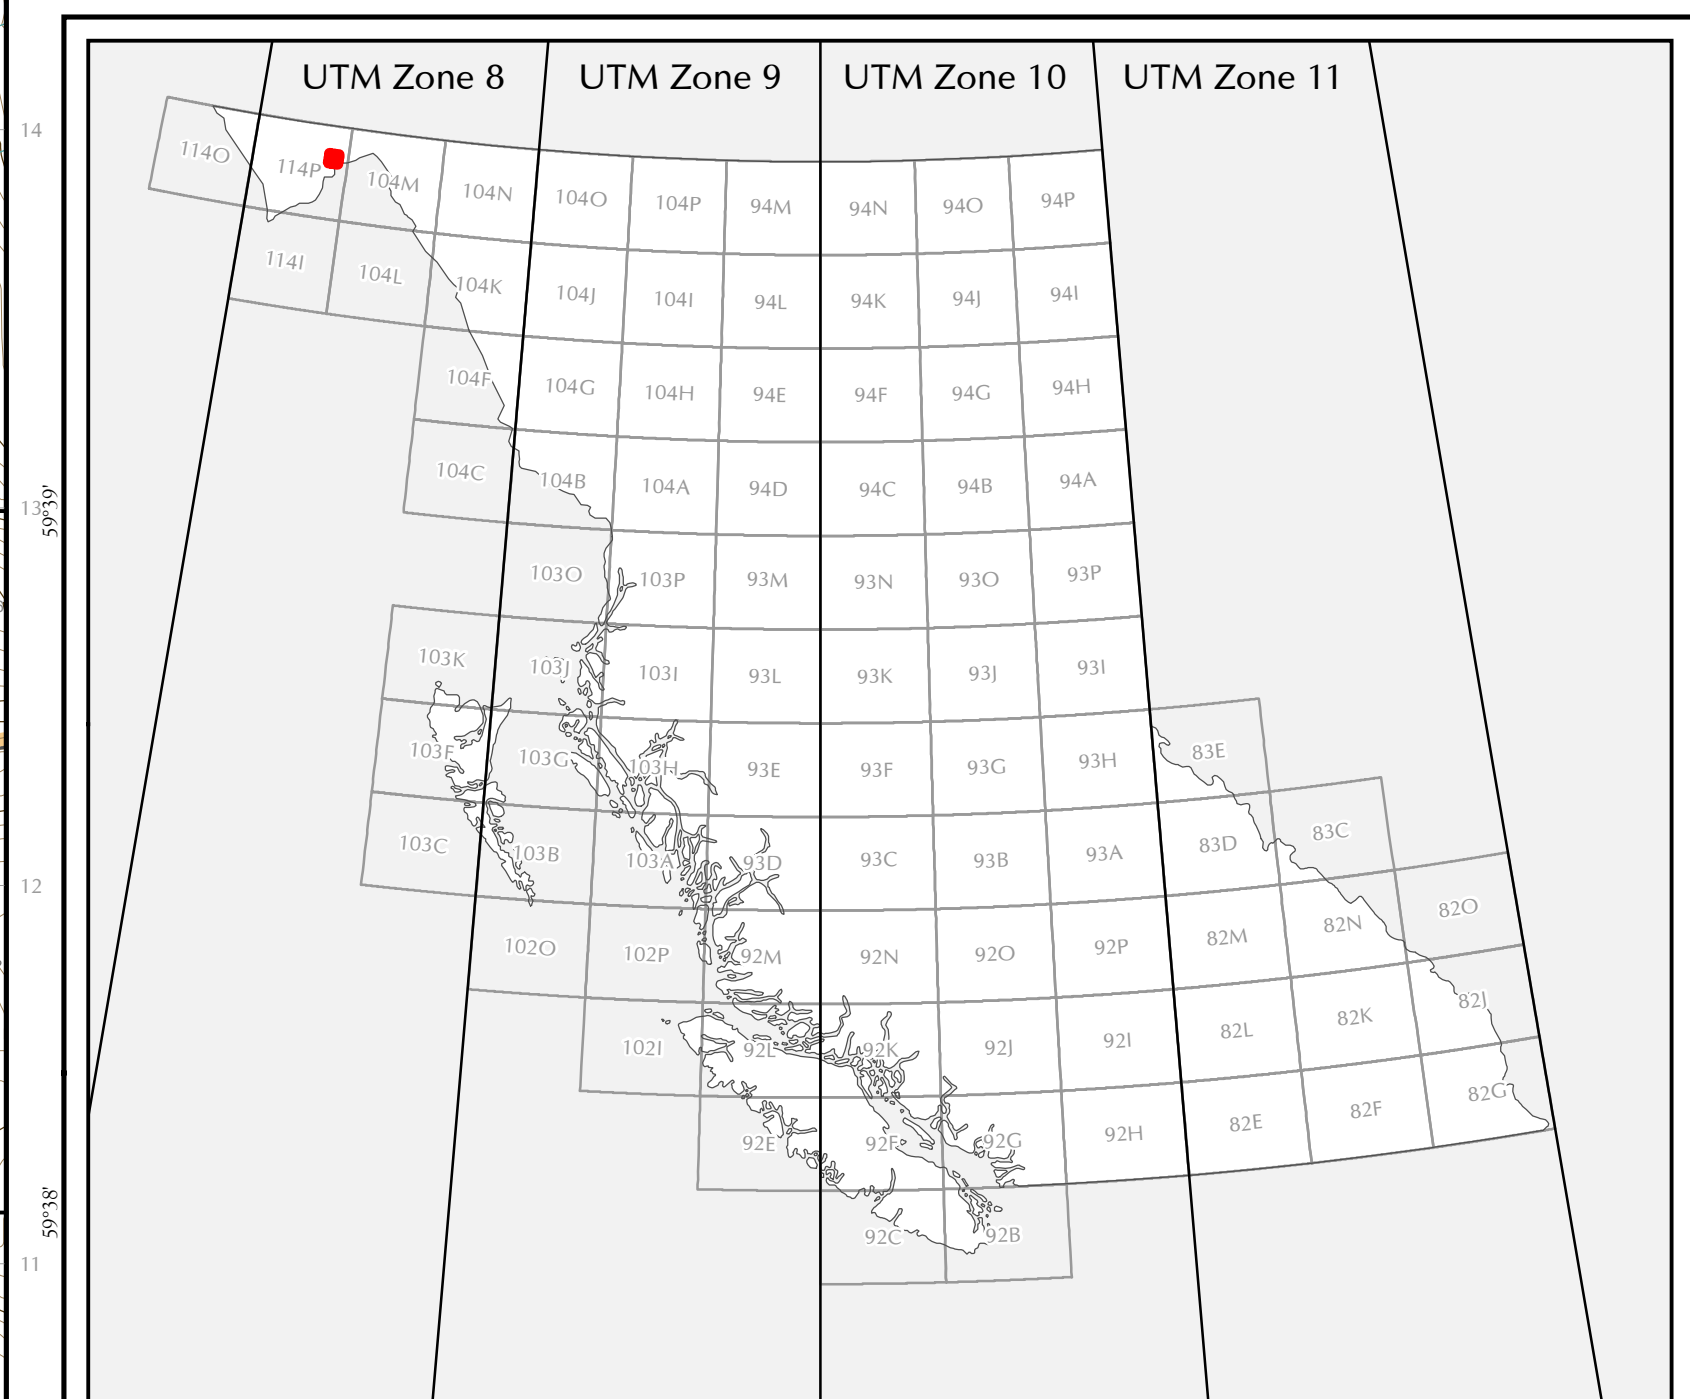 UTM Zone 8 UTM Zone 9 UTM Zone 10 UTM Zone 11
14
114O 114P 104M 104N 104O 104P 94M 94N 94O 94P
114I 104L 104K 104J 104I 94L 94K 94J 94I
104F 104G 104H 94E 94F 94G 94H
104C 104B 104A 94D 94C 94B 94A
13
59°39'
103O 103P 93M 93N 93O 93P
103K 103J 103I 93L 93K 93J 93I
103F 103G 103H 93E 93F 93G 93H 83E
103C 103B 103A 93D 93C 93B 93A 83D 83C
12
102O 102P 92M 92N 92O 92P 82M 82N 82O
102I 92L 92K 92J 92I 82L 82K 82J
92E 92F 92G 92H 82E 82F 82G
59°38'
92C 92B
11